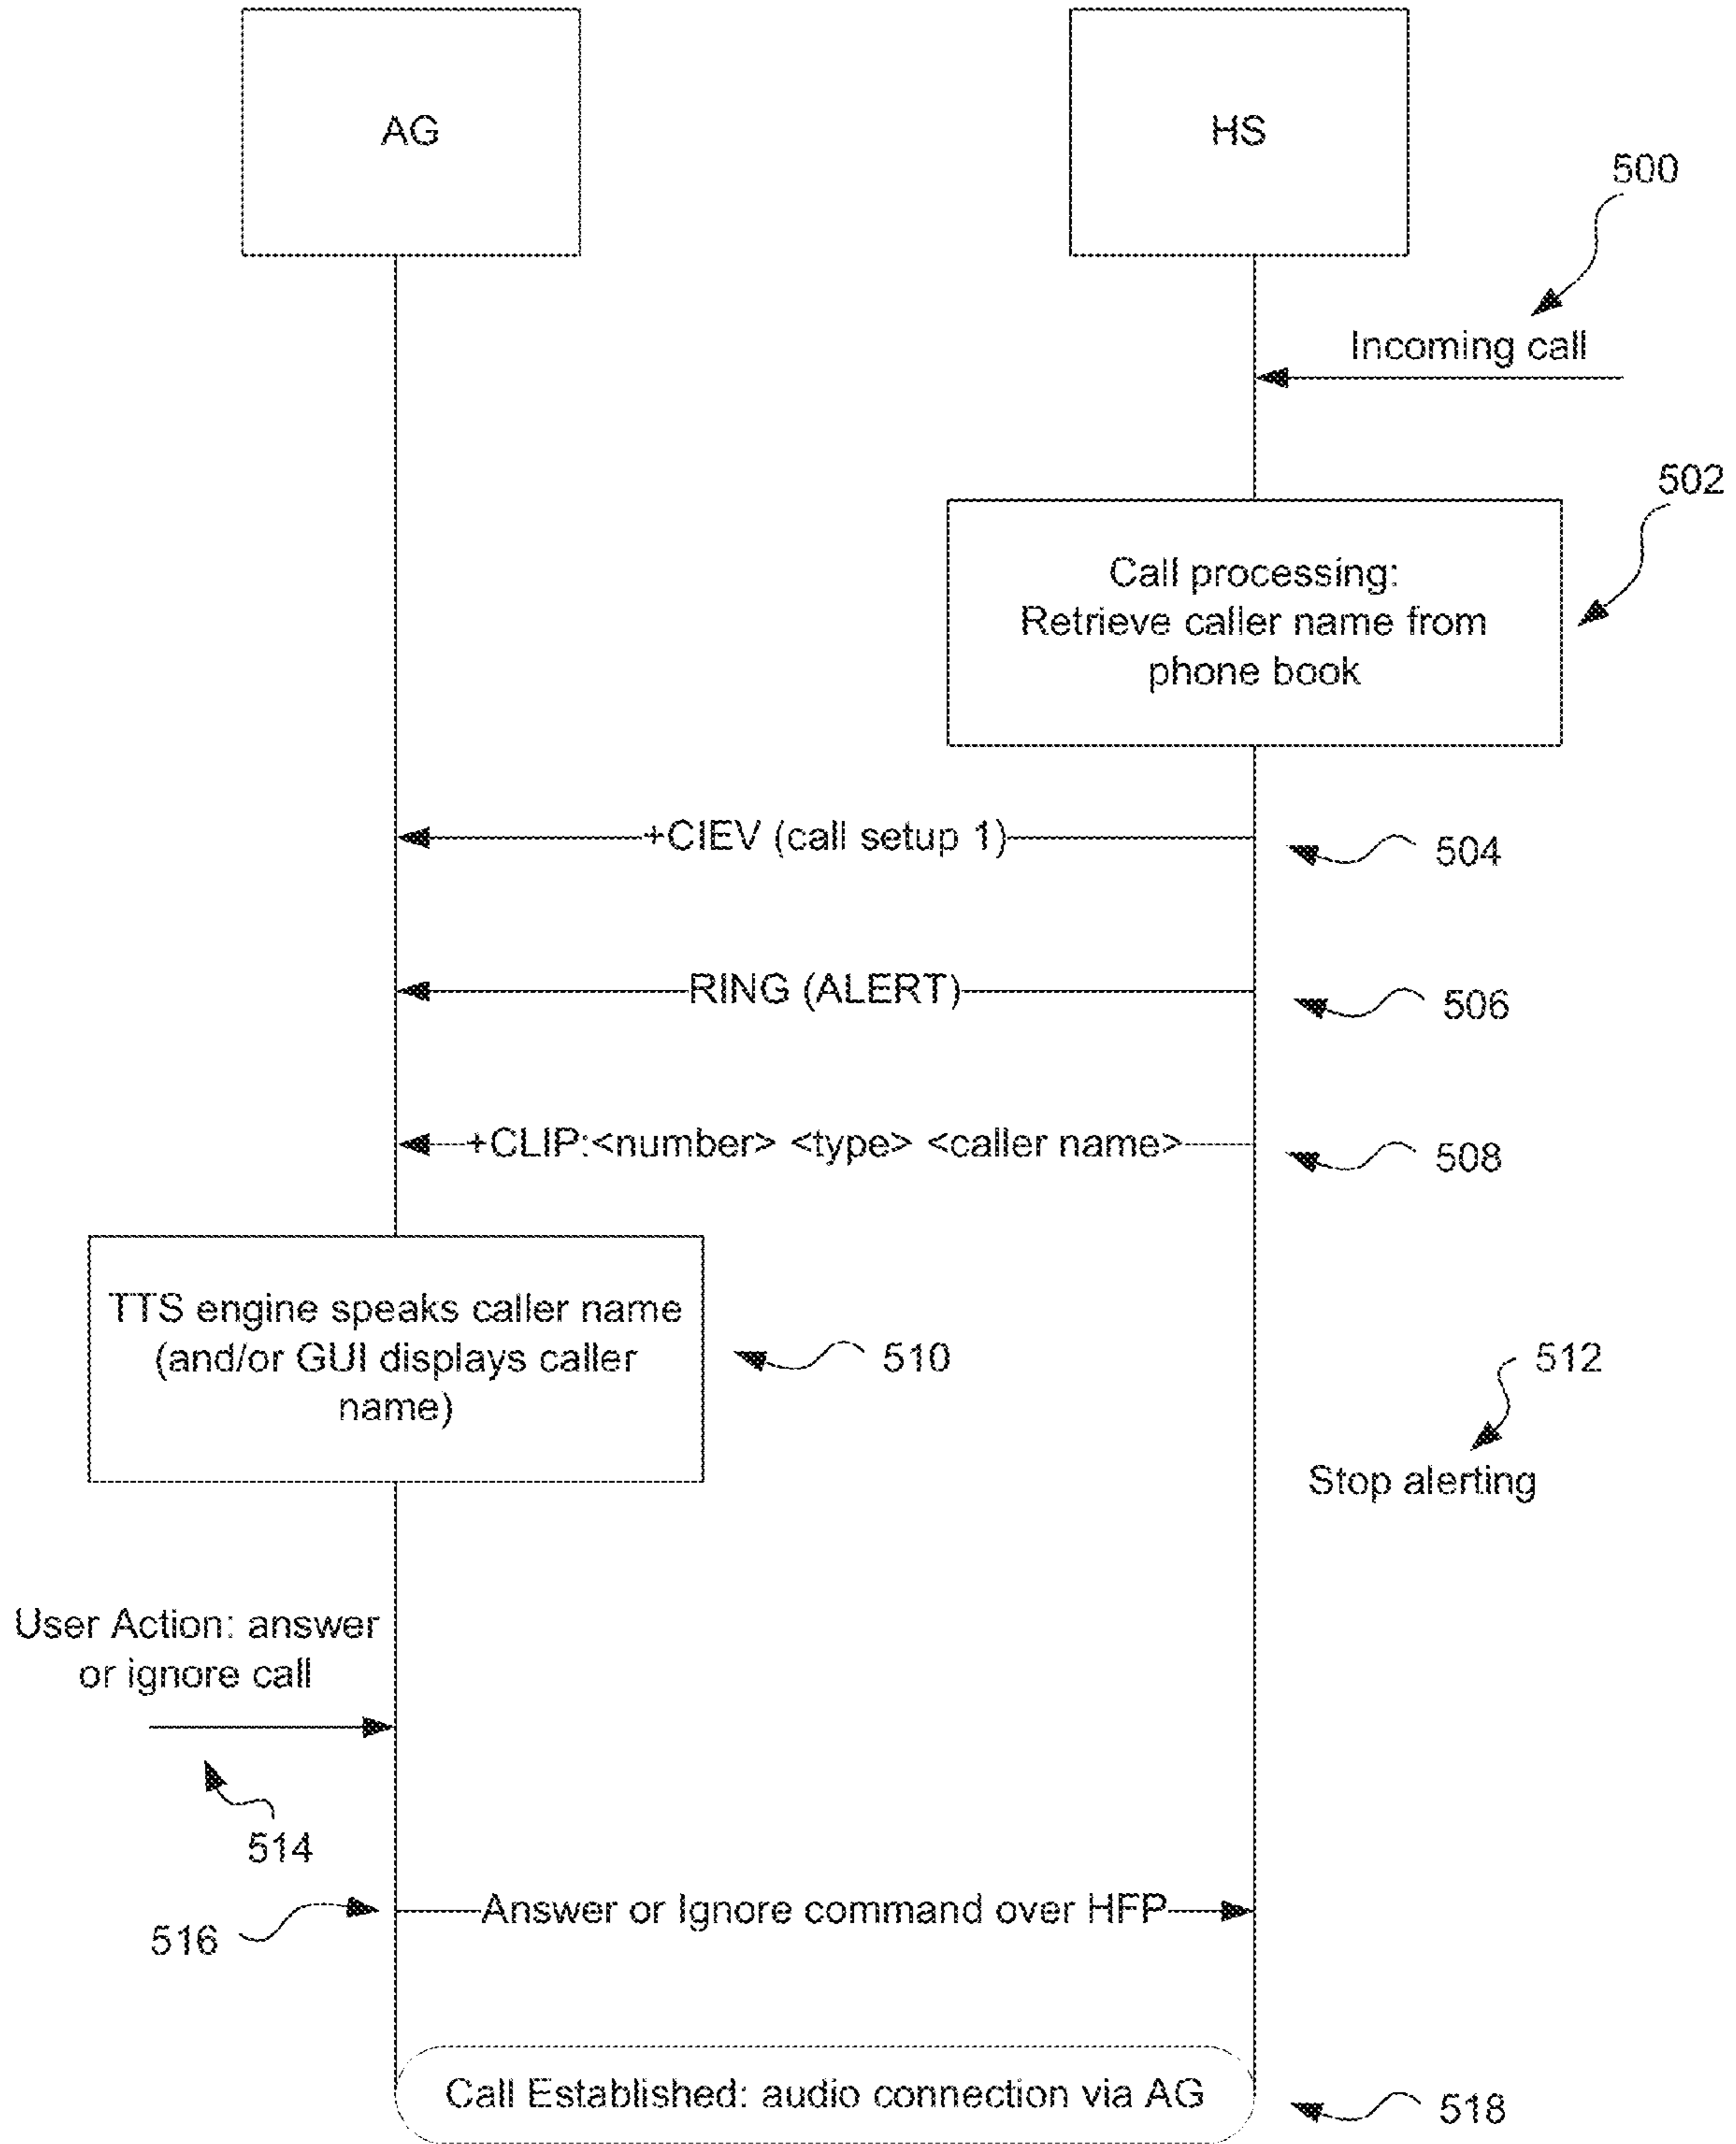 AG
HS
500
Incoming call
502
Call processing:
Retrieve caller name from
phone book
+CIEV (call setup 1)
504
RING (ALERT)
506
+CLIP:<number> <type> <caller name>
508
TTS engine speaks caller name
(and/or GUI displays caller
name)
510
512
Stop alerting
User Action: answer
or ignore call
514
Answer or Ignore command over HFP
516
Call Established: audio connection via AG
518